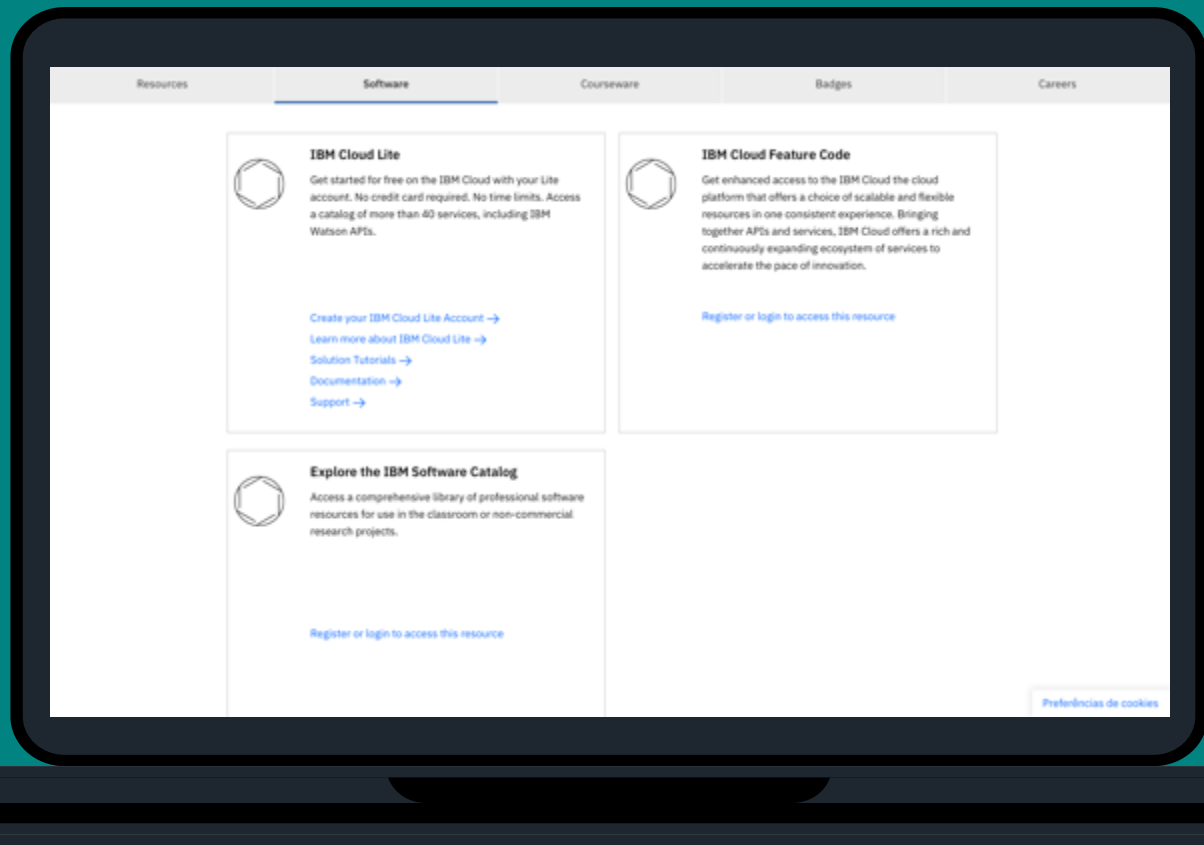 Resources
Software
Courseware
Badges
Careers
IBM Cloud Lite
Get started for free on the IBM Cloud with your Lite
account. No credit card required. No time limits. Access
a catalog of more than 40 services, including IBM
Watson APIs.
Create your IBM Cloud Lite Account →
Learn more about IBM Cloud Lite →
Solution Tutorials →
Documentation →
Support →
IBM Cloud Feature Code
Get enhanced access to the IBM Cloud the cloud
platform that offers a choice of scalable and flexible
resources in one consistent experience. Bringing
together APIs and services, IBM Cloud offers a rich and
continuously expanding ecosystem of services to
accelerate the pace of innovation.
Register or login to access this resource
Explore the IBM Software Catalog
Access a comprehensive library of professional software
resources for use in the classroom or non-commercial
research projects.
Register or login to access this resource
Preferências de cookies